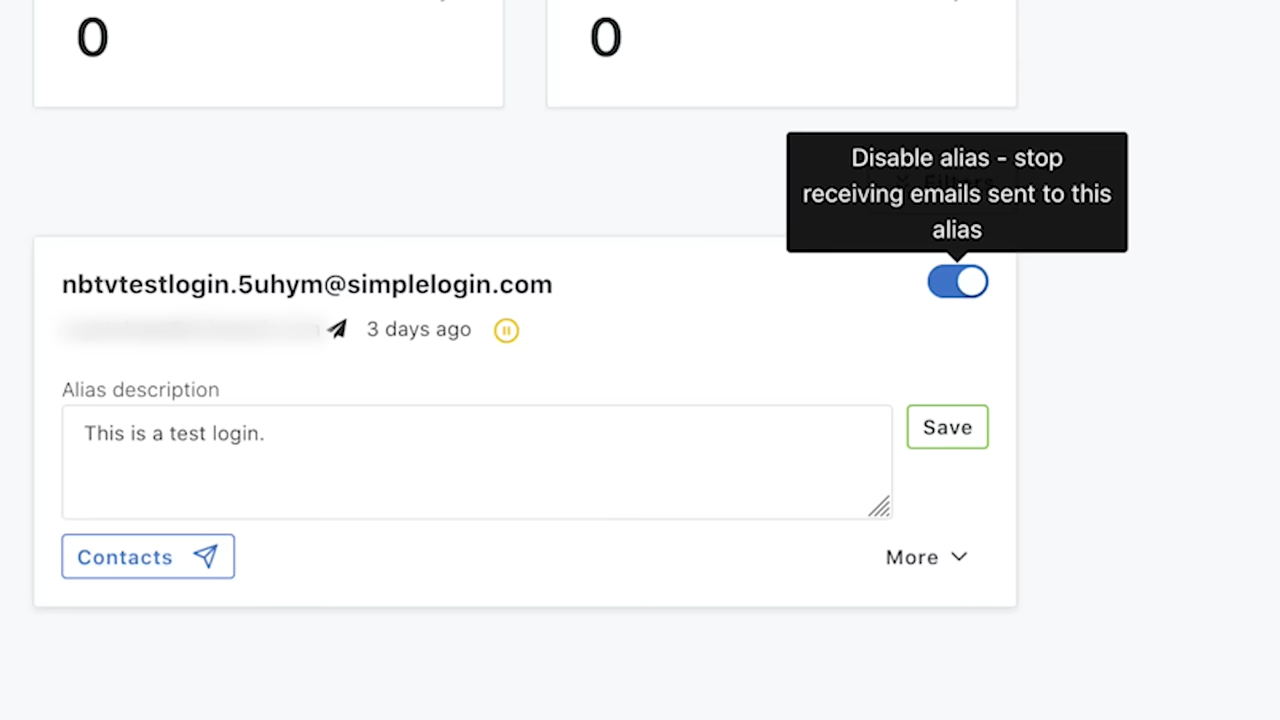 0
0
Disable alias - stop
receiving emails sent to this
alias
nbtvtestlogin.5uhym@simplelogin.com
3 days ago
Alias description
This is a test login.
Save
Contacts
More